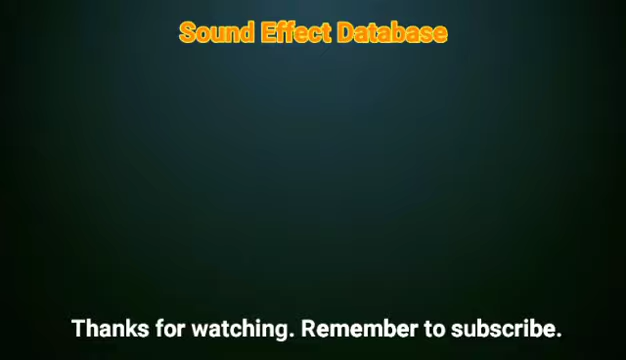 Sound Effect Database
Thanks for watching. Remember to subscribe.